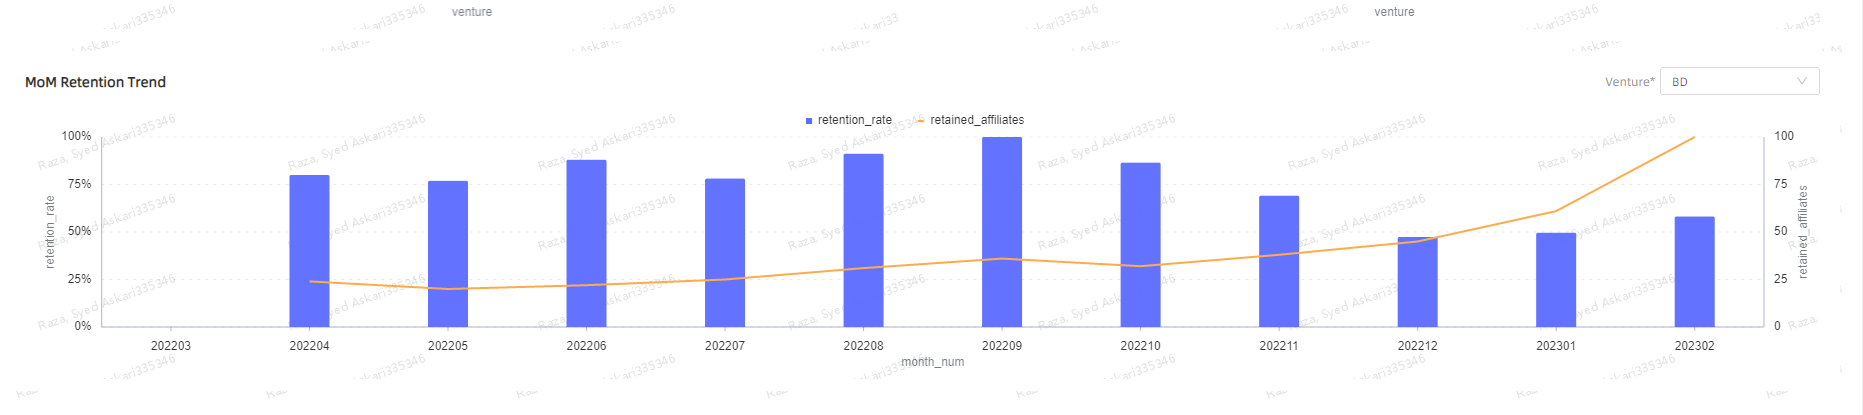 venture venture
MoM Retention Trend
Venture* BD
retention_rate retained_affiliates
100% 100
75% 75
50% 50
25% 25
0% 0
retention_rate
retained_affiliates
202203 202204 202205 202206 202207 202208 202209 202210 202211 202212 202301 202302
month_num
Raza, Syed Askari335346